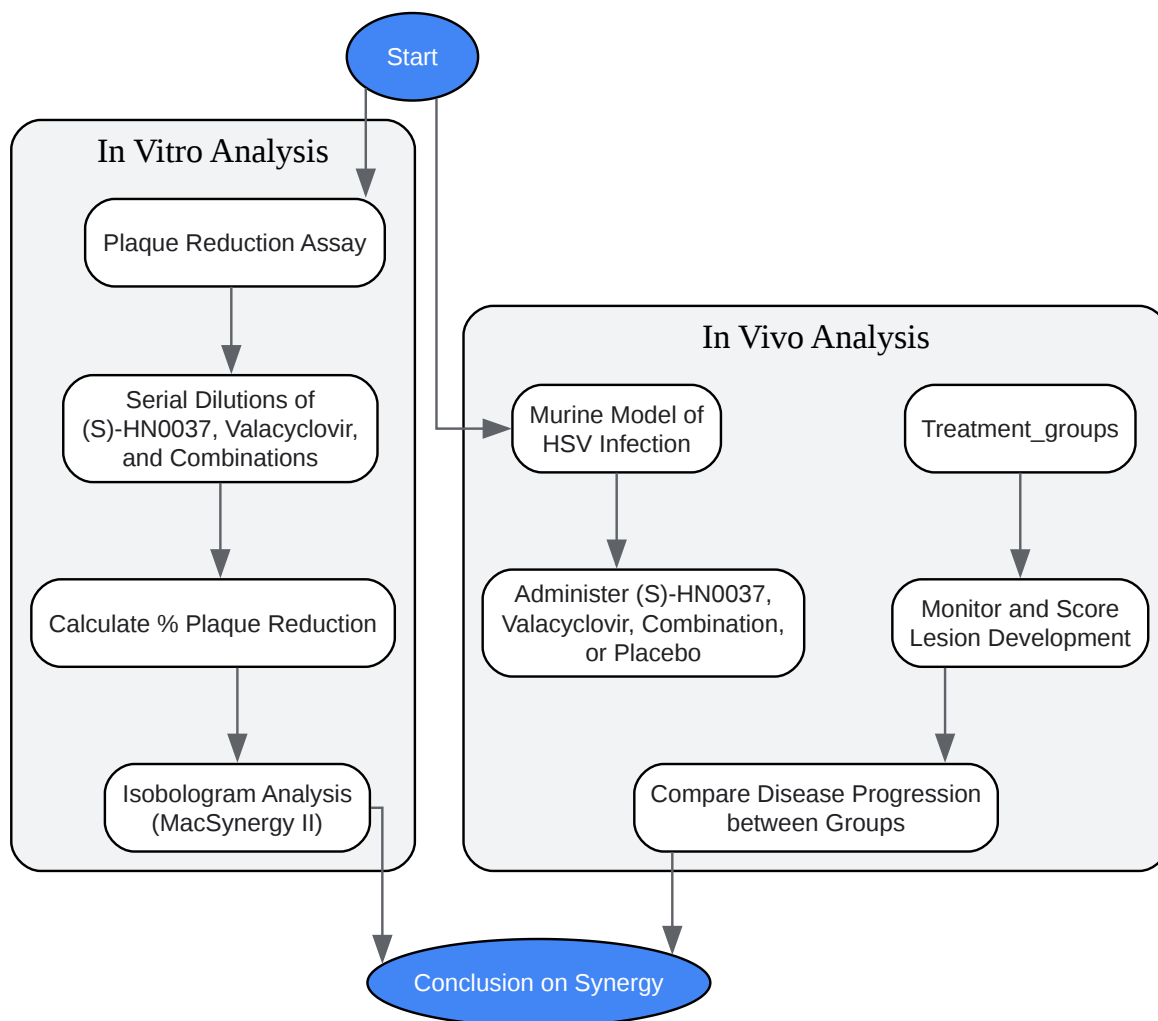 Start
In Vitro Analysis
Plaque Reduction Assay
Serial Dilutions of
(S)-HN0037, Valacyclovir,
and Combinations
Calculate % Plaque Reduction
Isobologram Analysis
(MacSynergy II)
In Vivo Analysis
Murine Model of
HSV Infection
Administer (S)-HN0037,
Valacyclovir, Combination,
or Placebo
Treatment_groups
Monitor and Score
Lesion Development
Compare Disease Progression
between Groups
Conclusion on Synergy